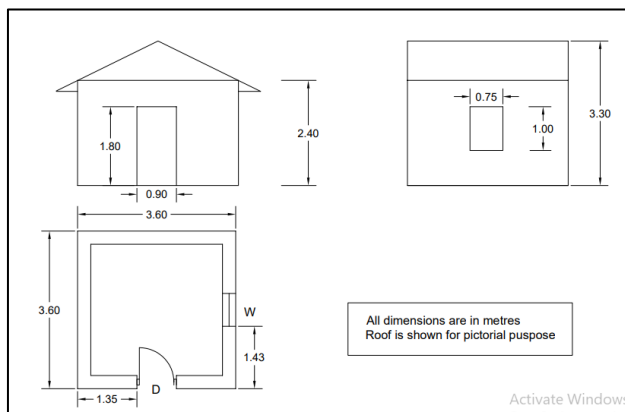 1.80
0.90
2.40
0.75
1.00
3.30
3.60
3.60
W
1.43
D
1.35
All dimensions are in metres
Roof is shown for pictorial puspose
Activate Windows